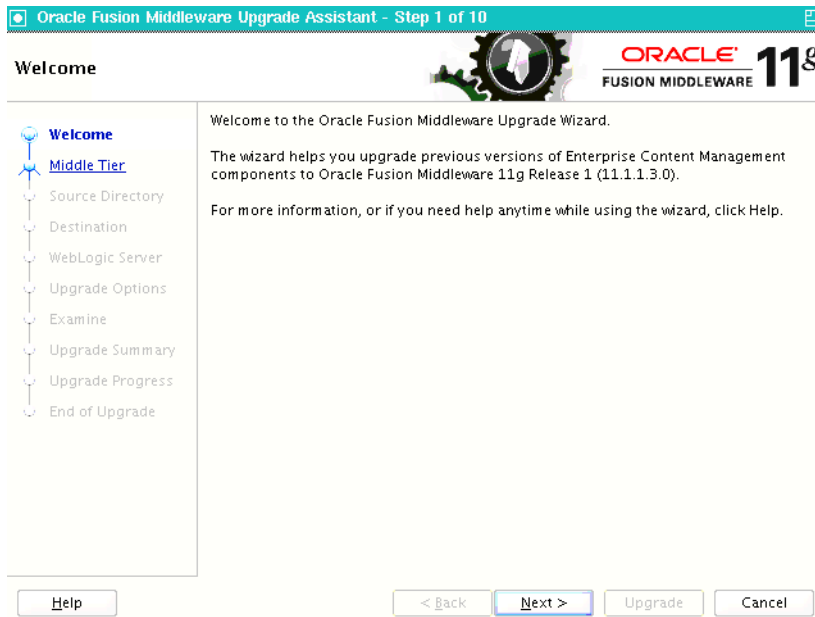 Oracle Fusion Middleware Upgrade Assistant - Step 1 of 10
Welcome
ORACLE
FUSION MIDDLEWARE 11g
Welcome
Middle Tier
Source Directory
Destination
WebLogic Server
Upgrade Options
Examine
Upgrade Summary
Upgrade Progress
End of Upgrade
Welcome to the Oracle Fusion Middleware Upgrade Wizard.
The wizard helps you upgrade previous versions of Enterprise Content Management
components to Oracle Fusion Middleware 11g Release 1 (11.1.1.3.0).
For more information, or if you need help anytime while using the wizard, click Help.
Help < Back Next > Upgrade Cancel